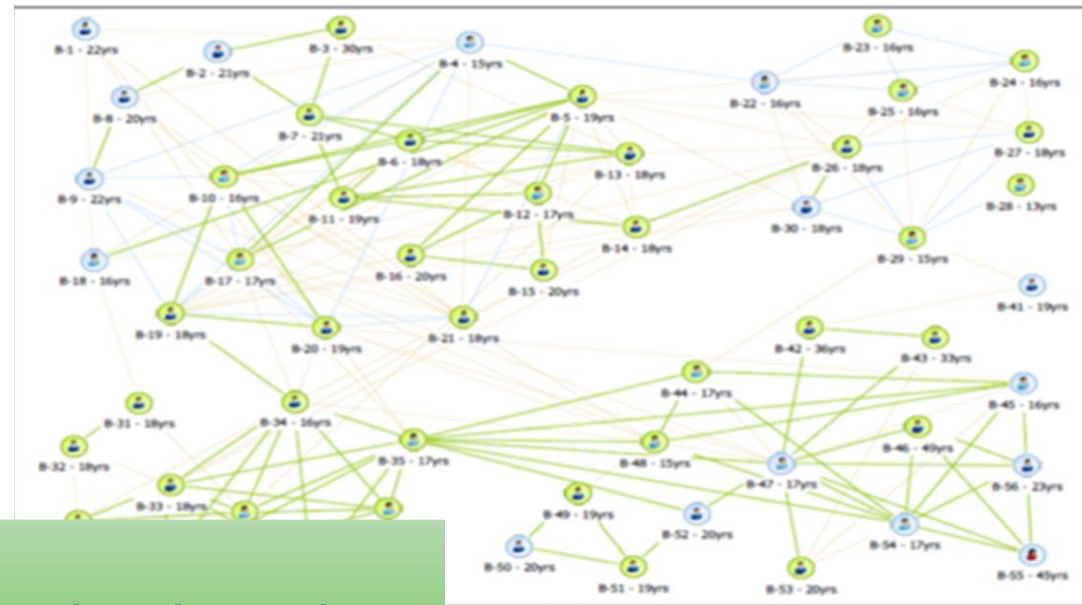 B-1 - 22yrs
B-2 - 21yrs
B-3 - 30yrs
B-4 - 15yrs
B-23 - 16yrs
B-24 - 16yrs
B-8 - 20yrs
B-7 - 21yrs
B-5 - 19yrs
B-22 - 16yrs
B-25 - 16yrs
B-6 - 18yrs
B-13 - 18yrs
B-26 - 18yrs
B-27 - 18yrs
B-9 - 22yrs
B-10 - 16yrs
B-11 - 19yrs
B-12 - 17yrs
B-14 - 18yrs
B-30 - 18yrs
B-28 - 13yrs
B-18 - 16yrs
B-17 - 17yrs
B-16 - 20yrs
B-15 - 20yrs
B-29 - 15yrs
B-41 - 19yrs
B-19 - 18yrs
B-20 - 19yrs
B-21 - 18yrs
B-42 - 36yrs
B-43 - 33yrs
B-44 - 17yrs
B-45 - 16yrs
B-31 - 18yrs
B-34 - 16yrs
B-35 - 17yrs
B-48 - 15yrs
B-46 - 49yrs
B-32 - 18yrs
B-33 - 18yrs
B-47 - 17yrs
B-56 - 23yrs
B-49 - 19yrs
B-52 - 20yrs
B-54 - 17yrs
B-50 - 20yrs
B-51 - 19yrs
B-53 - 20yrs
B-55 - 45yrs